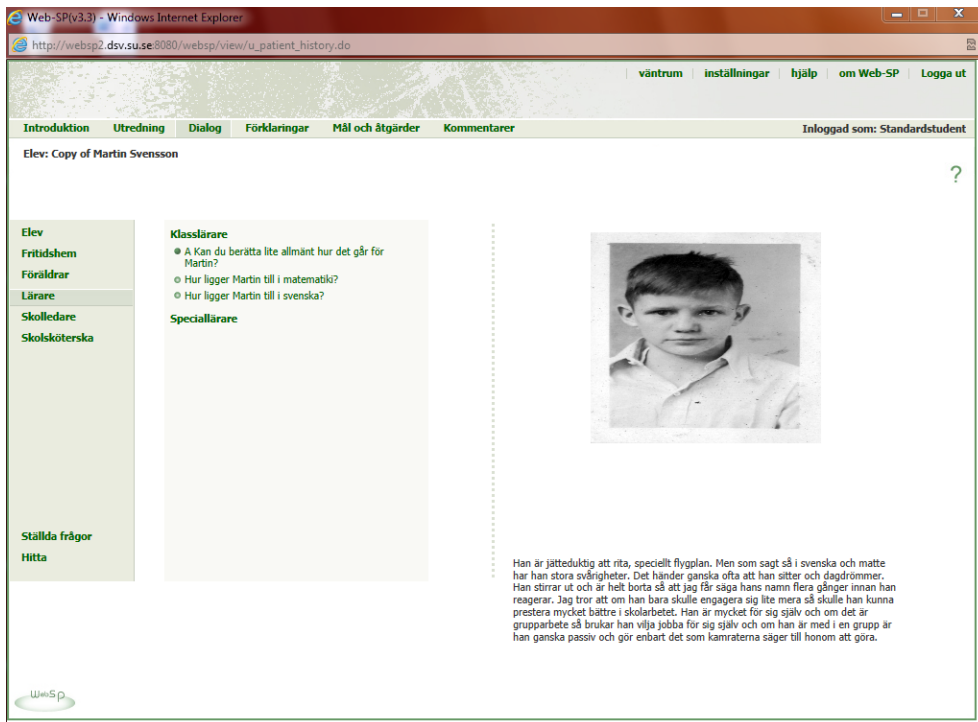 Web-SP(v3.3) - Windows Internet Explorer
http://websp2.dsv.su.se:8080/websp/view/u_patient_history.do
väntrum inställningar hjälp om Web-SP Logga ut
Introduktion Utredning Dialog Förklaringar Mål och åtgärder Kommentarer Inloggad som: Standardstudent
Elev: Copy of Martin Svensson
?
Elev
Fritidshem
Föräldrar
Lärare
Skolledare
Skolsköterska
Ställda frågor
Hitta
Klasslärare
A Kan du berätta lite allmänt hur det går för
Martin?
Hur ligger Martin till i matematiki?
Hur ligger Martin till i svenska?
Speciallärare
Han är jätteduktig att rita, speciellt flygplan. Men som sagt så i svenska och matte
har han stora svårigheter. Det händer ganska ofta att han sitter och dagdrömmer.
Han stirrar ut och är helt borta så att jag får säga hans namn flera gånger innan han
reagerar. Jag tror att om han bara skulle engagera sig lite mera så skulle han kunna
prestera mycket bättre i skolarbetet. Han är mycket för sig själv och om det är
grupparbete så brukar han vilja jobba för sig själv och om han är med i en grupp är
han ganska passiv och gör enbart det som kamraterna säger till honom att göra.
WebSp